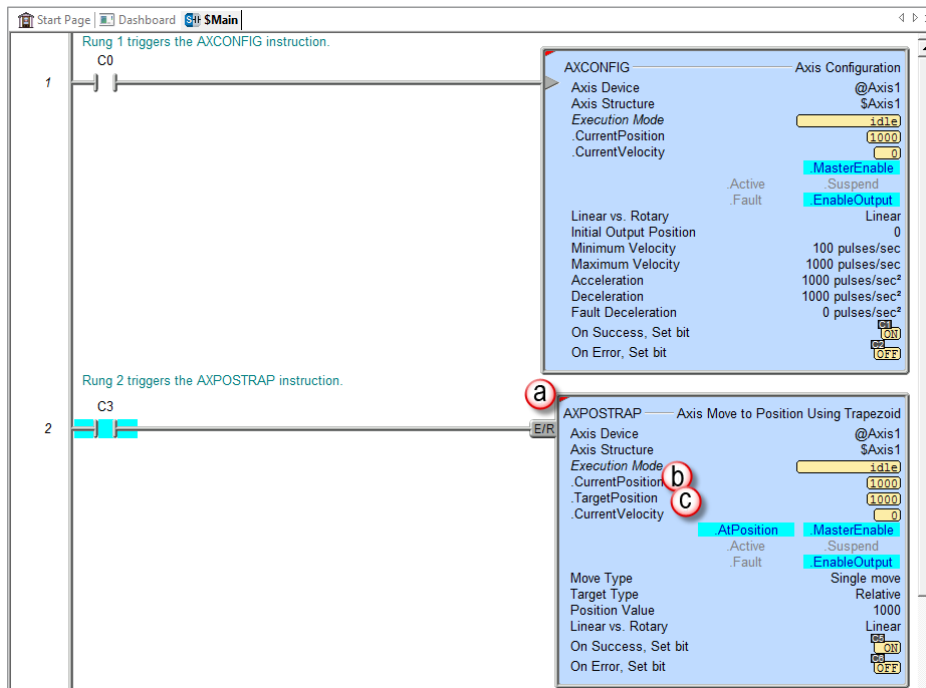 Start Page Dashboard $Main
Rung 1 triggers the AXCONFIG instruction.
C0
1
AXCONFIG Axis Configuration
Axis Device @Axis1
Axis Structure $Axis1
Execution Mode idle
.CurrentPosition 1000
.CurrentVelocity 0
.MasterEnable
.Active .Suspend
.Fault .EnableOutput
Linear vs. Rotary Linear
Initial Output Position 0
Minimum Velocity 100 pulses/sec
Maximum Velocity 1000 pulses/sec
Acceleration 1000 pulses/sec²
Deceleration 1000 pulses/sec²
Fault Deceleration 0 pulses/sec²
C1
On Success, Set bit ON
C2
On Error, Set bit OFF
Rung 2 triggers the AXPOSTRAP instruction.
a
C3
2
E/R
AXPOSTRAP Axis Move to Position Using Trapezoid
Axis Device @Axis1
Axis Structure $Axis1
Execution Mode idle
b
.CurrentPosition 1000
.TargetPosition c 1000
.CurrentVelocity 0
.AtPosition .MasterEnable
.Active .Suspend
.Fault .EnableOutput
Move Type Single move
Target Type Relative
Position Value 1000
Linear vs. Rotary Linear
C5
On Success, Set bit ON
C6
On Error, Set bit OFF